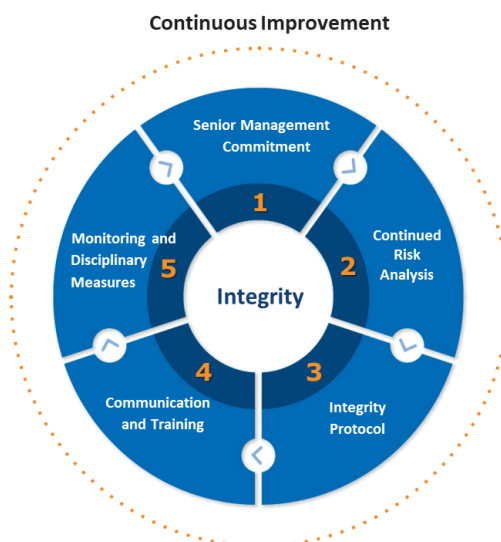 Continuous Improvement
Senior Management
Commitment
1
Continued
Risk
Analysis
2
Integrity
Protocol
3
Communication
and Training
4
Monitoring and
Disciplinary
Measures
5
Integrity